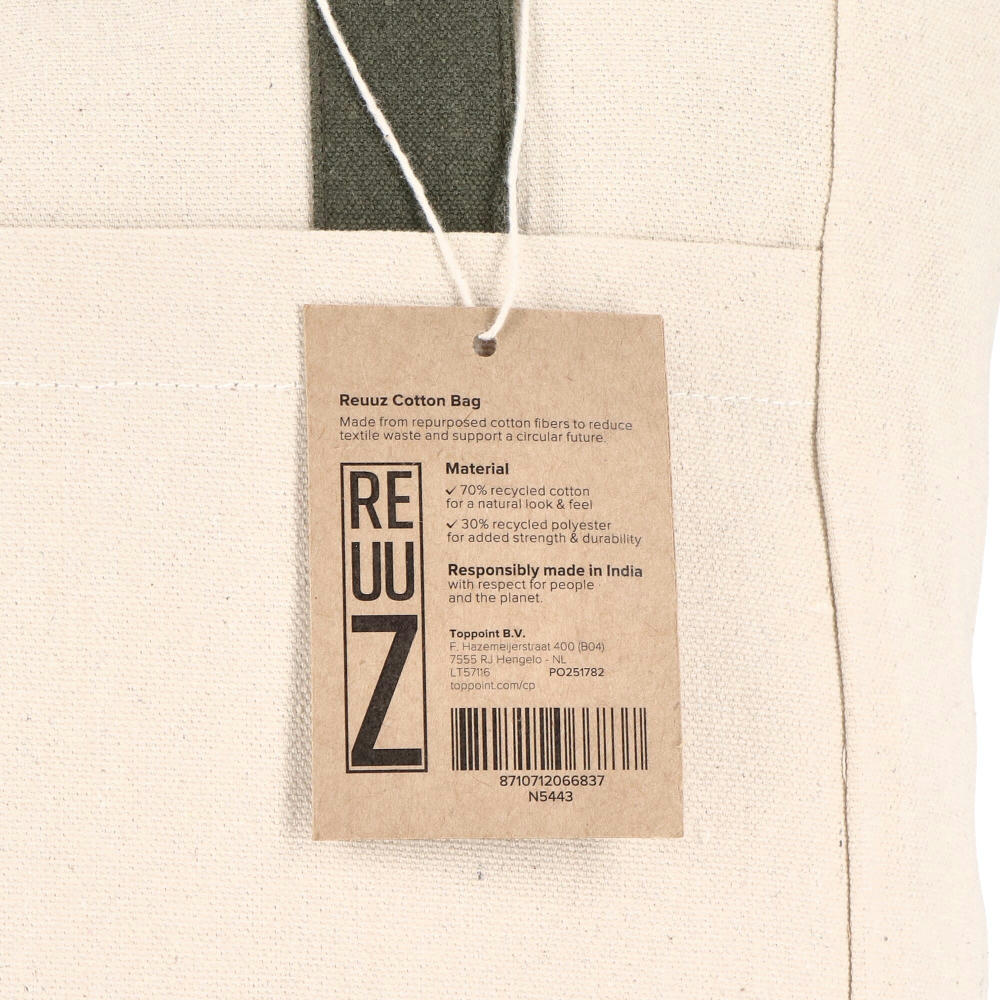 Reuuz Cotton Bag
Made from repurposed cotton fibers to reduce
textile waste and support a circular future.
RE
UU
Z
Material
✓ 70% recycled cotton
for a natural look & feel
✓ 30% recycled polyester
for added strength & durability
Responsibly made in India
with respect for people
and the planet.
Toppoint B.V.
F. Hazemeijerstraat 400 (B04)
7555 RJ Hengelo - NL
LT57116 PO251782
toppoint.com/cp
8710712066837
N5443